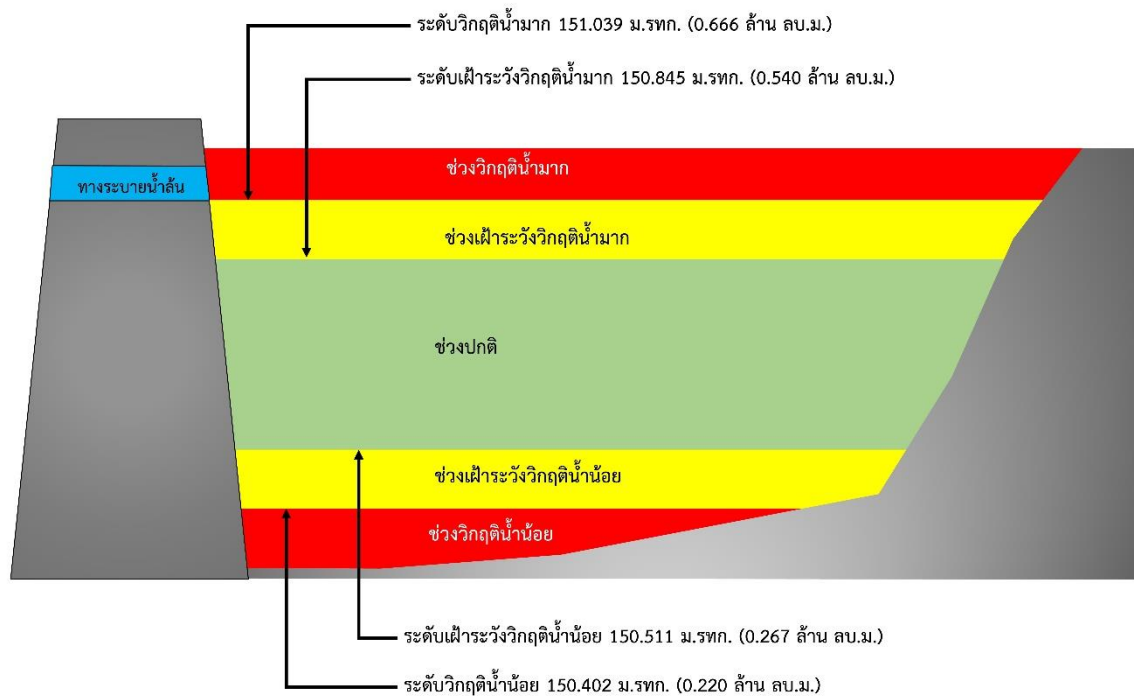 ระดับวิกฤติน้ำมาก 151.039 ม.รทก. (0.666 ล้าน ลบ.ม.)
ระดับเฝ้าระวังวิกฤติน้ำมาก 150.845 ม.รทก. (0.540 ล้าน ลบ.ม.)
ช่วงวิกฤติน้ำมาก
ทางระบายน้ำล้น
ช่วงเฝ้าระวังวิกฤติน้ำมาก
ช่วงปกติ
ช่วงเฝ้าระวังวิกฤติน้ำน้อย
ช่วงวิกฤติน้ำน้อย
ระดับเฝ้าระวังวิกฤติน้ำน้อย 150.511 ม.รทก. (0.267 ล้าน ลบ.ม.)
ระดับวิกฤติน้ำน้อย 150.402 ม.รทก. (0.220 ล้าน ลบ.ม.)